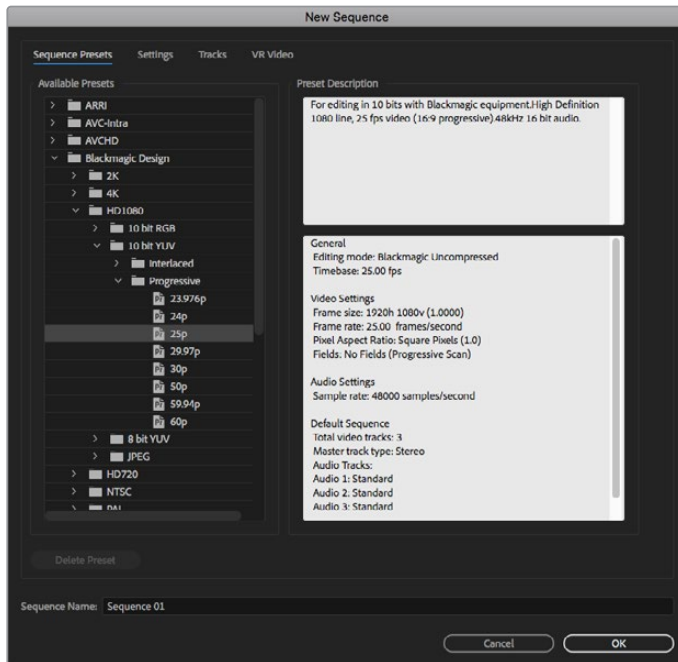 New Sequence
Sequence Presets Settings Tracks VR Video
Available Presets
ARRI
AVC-Intra
AVCHD
Blackmagic Design
2K
4K
HD1080
10 bit RGB
10 bit YUV
Interlaced
Progressive
23.976p
24p
25p
29.97p
30p
50p
59.94p
60p
8 bit YUV
JPEG
HD720
NTSC
PAL
Preset Description
For editing in 10 bits with Blackmagic equipment.High Definition
1080 line, 25 fps video (16:9 progressive).48kHz 16 bit audio.
General
Editing mode: Blackmagic Uncompressed
Timebase: 25.00 fps
Video Settings
Frame size: 1920h 1080v (1.0000)
Frame rate: 25.00 frames/second
Pixel Aspect Ratio: Square Pixels (1.0)
Fields: No Fields (Progressive Scan)
Audio Settings
Sample rate: 48000 samples/second
Default Sequence
Total video tracks: 3
Master track type: Stereo
Audio Tracks:
Audio 1: Standard
Audio 2: Standard
Audio 3: Standard
Delete Preset
Sequence Name: Sequence 01
Cancel OK